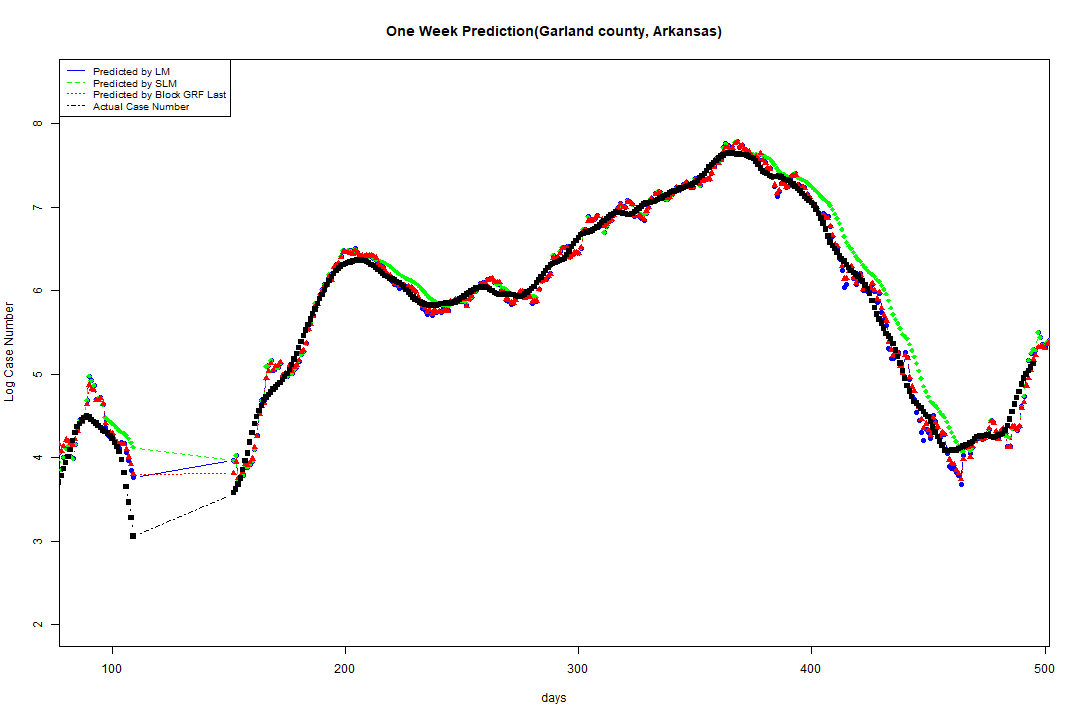 One Week Prediction(Garland county, Arkansas)
Predicted by LM
Predicted by SLM
Predicted by Block GRF Last
Actual Case Number
8
7
6
5
4
3
2
Log Case Number
100 200 300 400 500
days